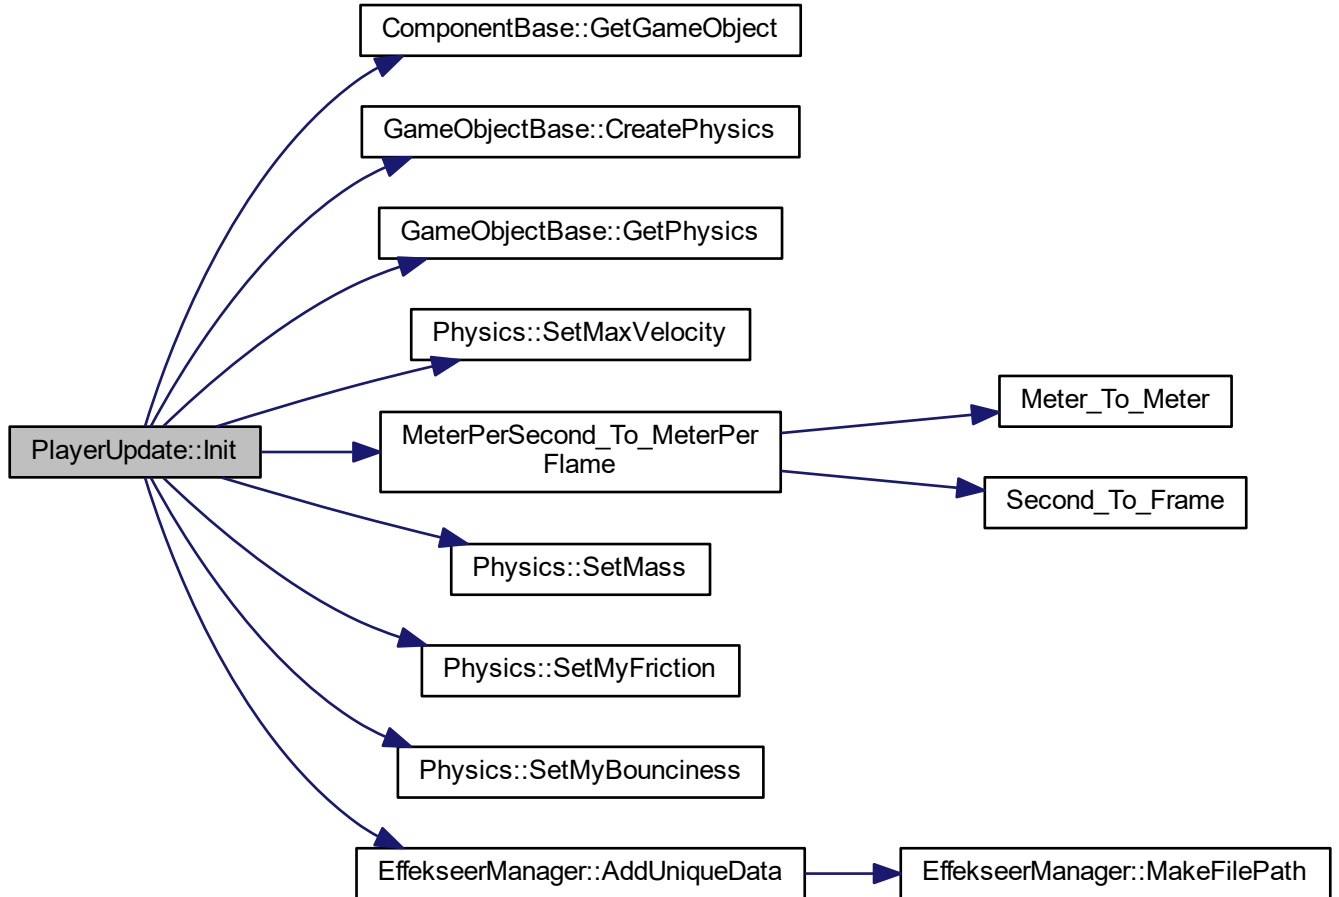 ComponentBase::GetGameObject
GameObjectBase::CreatePhysics
GameObjectBase::GetPhysics
Physics::SetMaxVelocity
PlayerUpdate::Init
MeterPerSecond_To_MeterPer
Flame
Meter_To_Meter
Second_To_Frame
Physics::SetMass
Physics::SetMyFriction
Physics::SetMyBounciness
EffekseerManager::AddUniqueData
EffekseerManager::MakeFilePath